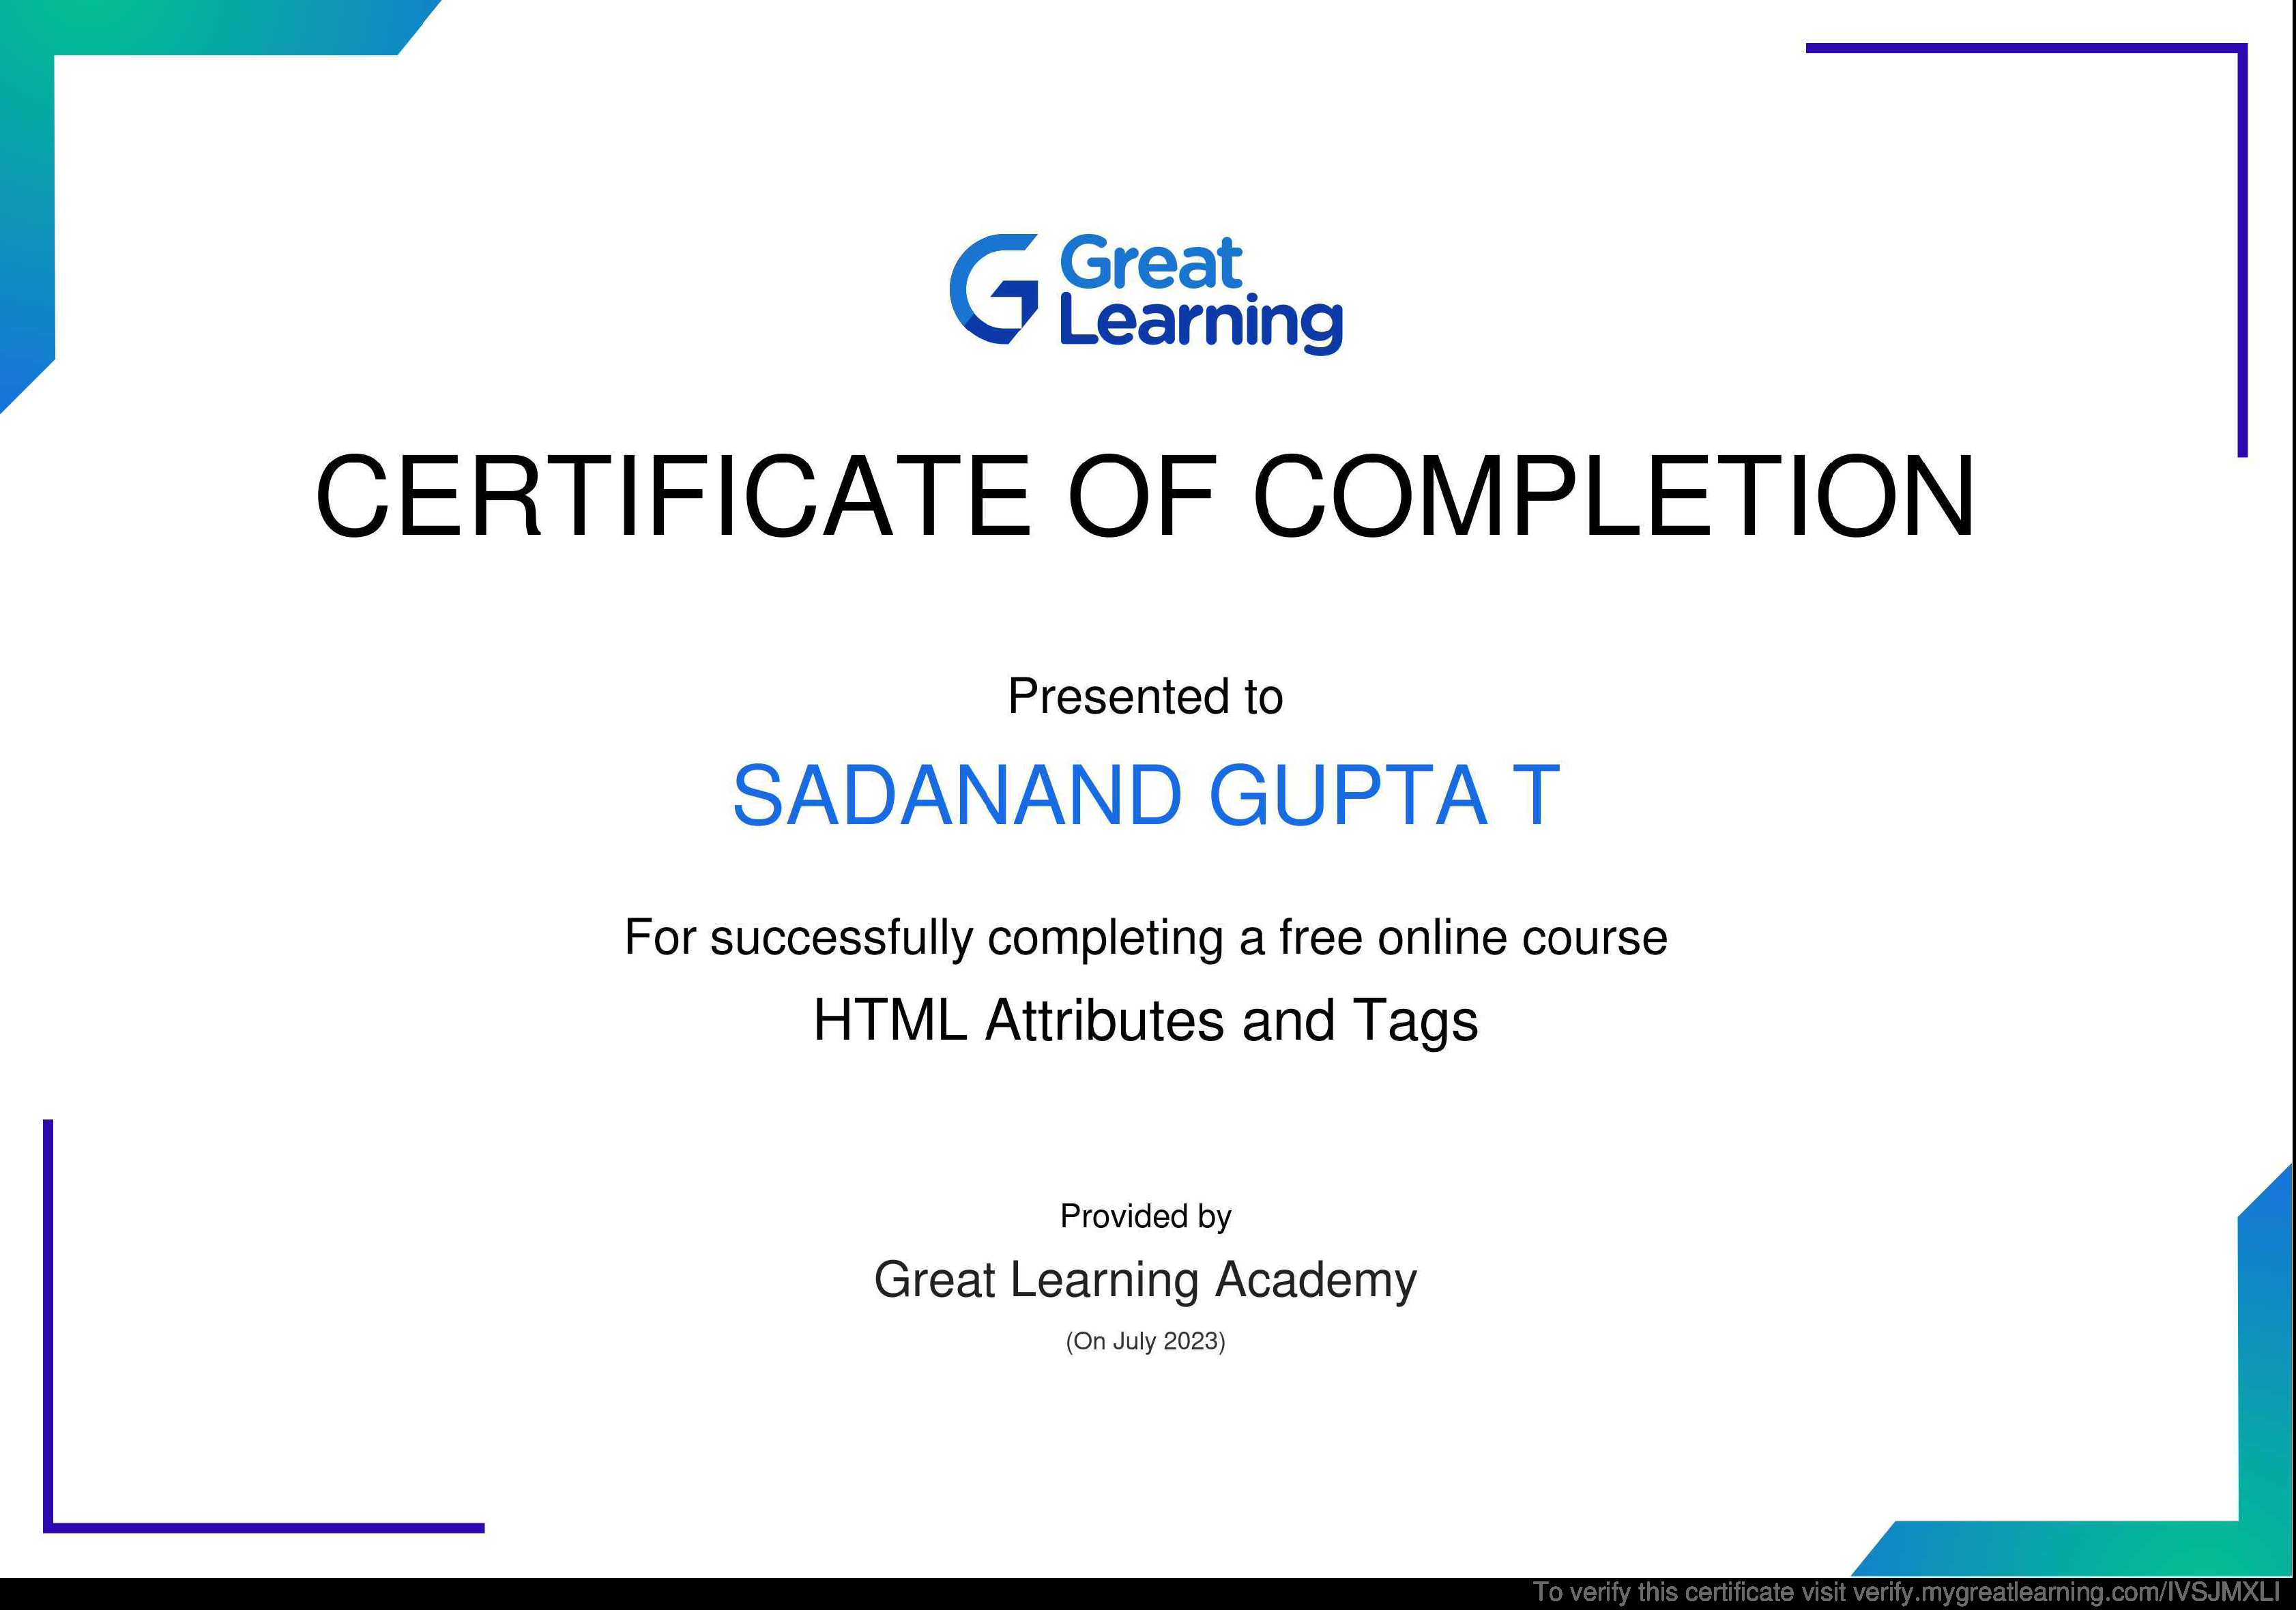 Great
Learning
CERTIFICATE OF COMPLETION
Presented to
SADANAND GUPTA T
For successfully completing a free online course
HTML Attributes and Tags
Provided by
Great Learning Academy
(On July 2023)
To verify this certificate visit verify.mygreatlearning.com/IVSJMXLI